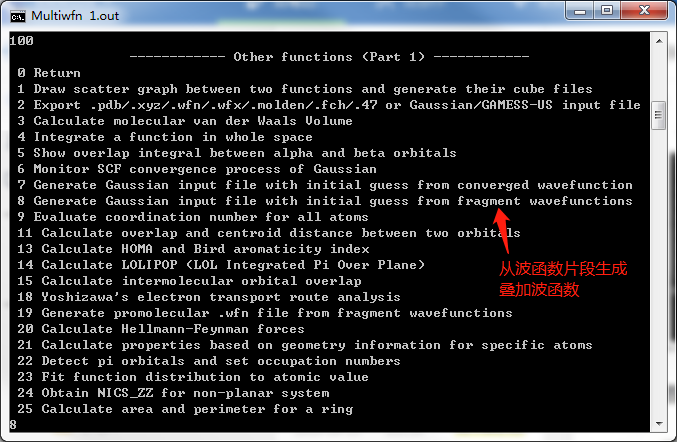 Multiwfn 1.out
100
------------ Other functions (Part 1) ------------
0 Return
1 Draw scatter graph between two functions and generate their cube files
2 Export .pdb/.xyz/.wfn/.wfx/.molden/.fch/.47 or Gaussian/GAMESS-US input file
3 Calculate molecular van der Waals Volume
4 Integrate a function in whole space
5 Show overlap integral between alpha and beta orbitals
6 Monitor SCF convergence process of Gaussian
7 Generate Gaussian input file with initial guess from converged wavefunction
8 Generate Gaussian input file with initial guess from fragment wavefunctions
9 Evaluate coordination number for all atoms
11 Calculate overlap and centroid distance between two orbitals
13 Calculate HOMA and Bird aromaticity index
14 Calculate LOLIPOP (LOL Integrated Pi Over Plane)
15 Calculate intermolecular orbital overlap
18 Yoshizawa's electron transport route analysis
19 Generate promolecular .wfn file from fragment wavefunctions
20 Calculate Hellmann-Feynman forces
21 Calculate properties based on geometry information for specific atoms
22 Detect pi orbitals and set occupation numbers
23 Fit function distribution to atomic value
24 Obtain NICS_ZZ for non-planar system
25 Calculate area and perimeter for a ring
8
从波函数片段生成
叠加波函数